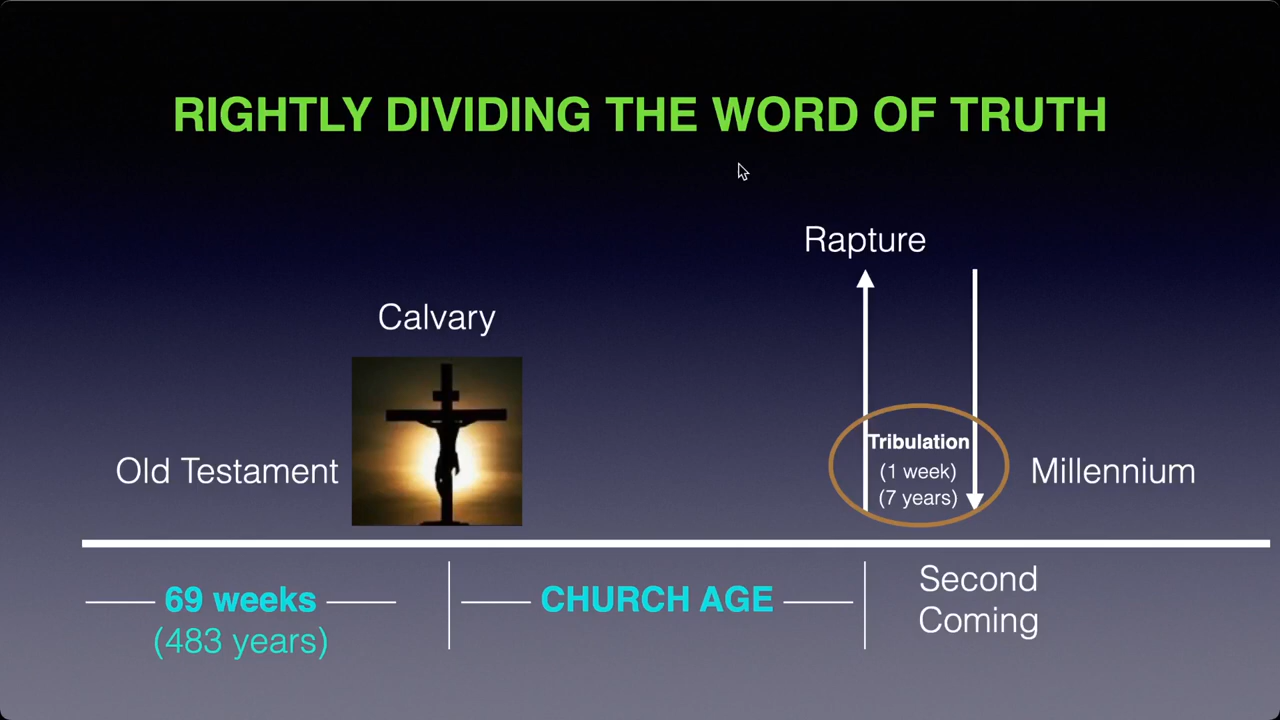 RIGHTLY DIVIDING THE WORD OF TRUTH
Rapture
Calvary
Tribulation
(1 week)
(7 years)
Old Testament
Millennium
69 weeks
(483 years)
CHURCH AGE
Second
Coming